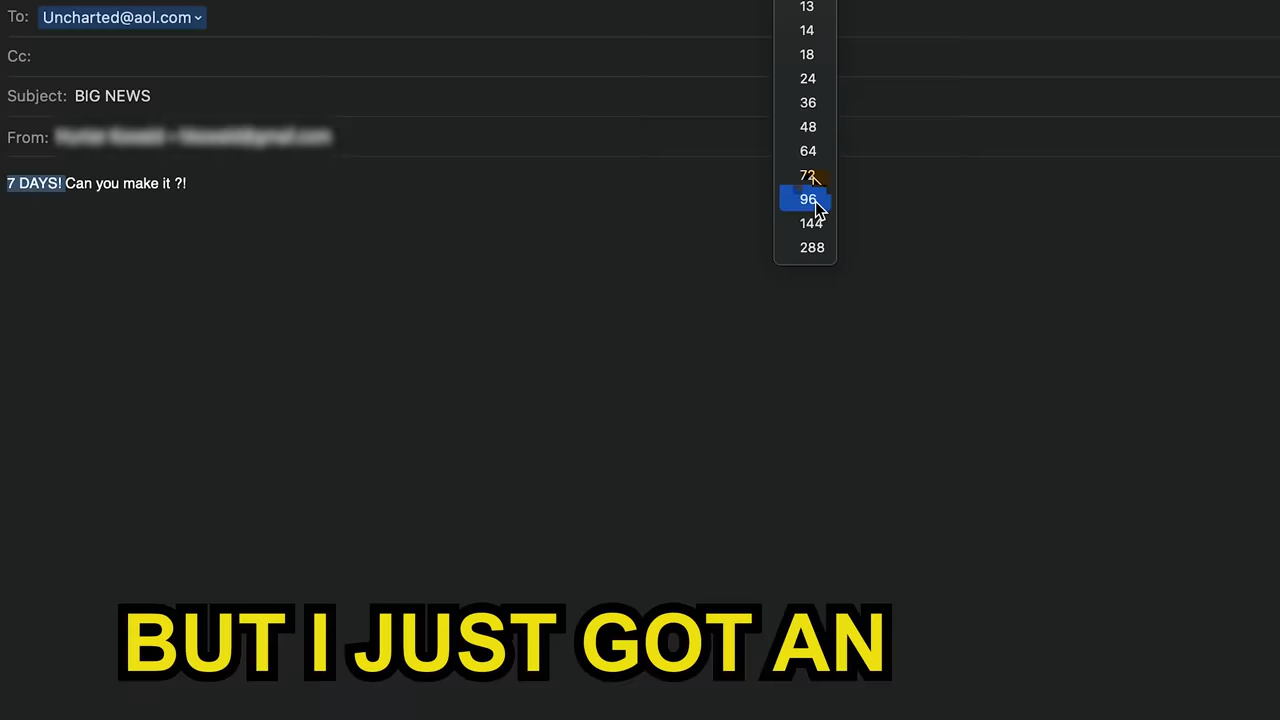 To: Uncharted@aol.com
13
14
Cc:
18
24
Subject: BIG NEWS
36
48
From:
64
72
7 DAYS! Can you make it ?!
96
144
288
BUT I JUST GOT AN